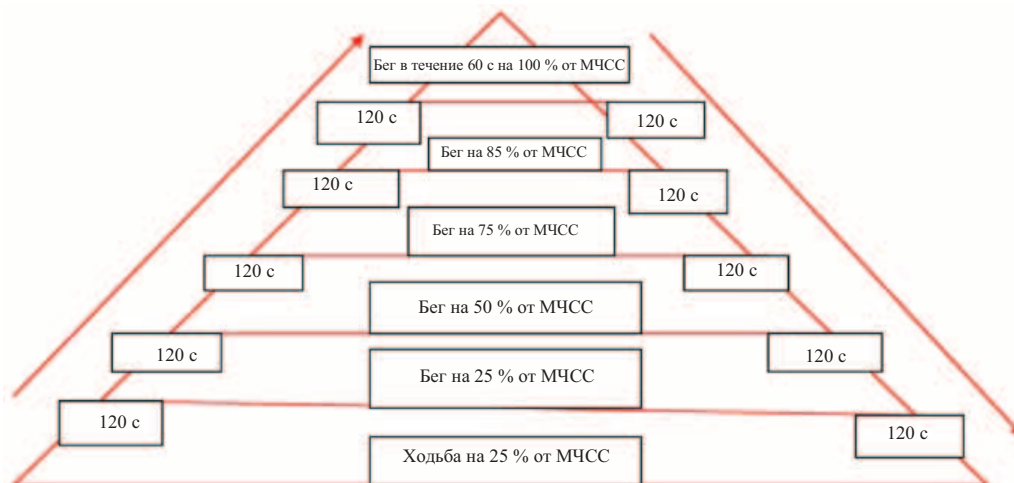 Бег в течение 60 с на 100 % от МЧСС
120 с
120 с
Бег на 85 % от МЧСС
120 с
120 с
Бег на 75 % от МЧСС
120 с
120 с
Бег на 50 % от МЧСС
120 с
120 с
Бег на 25 % от МЧСС
120 с
120 с
Ходьба на 25 % от МЧСС